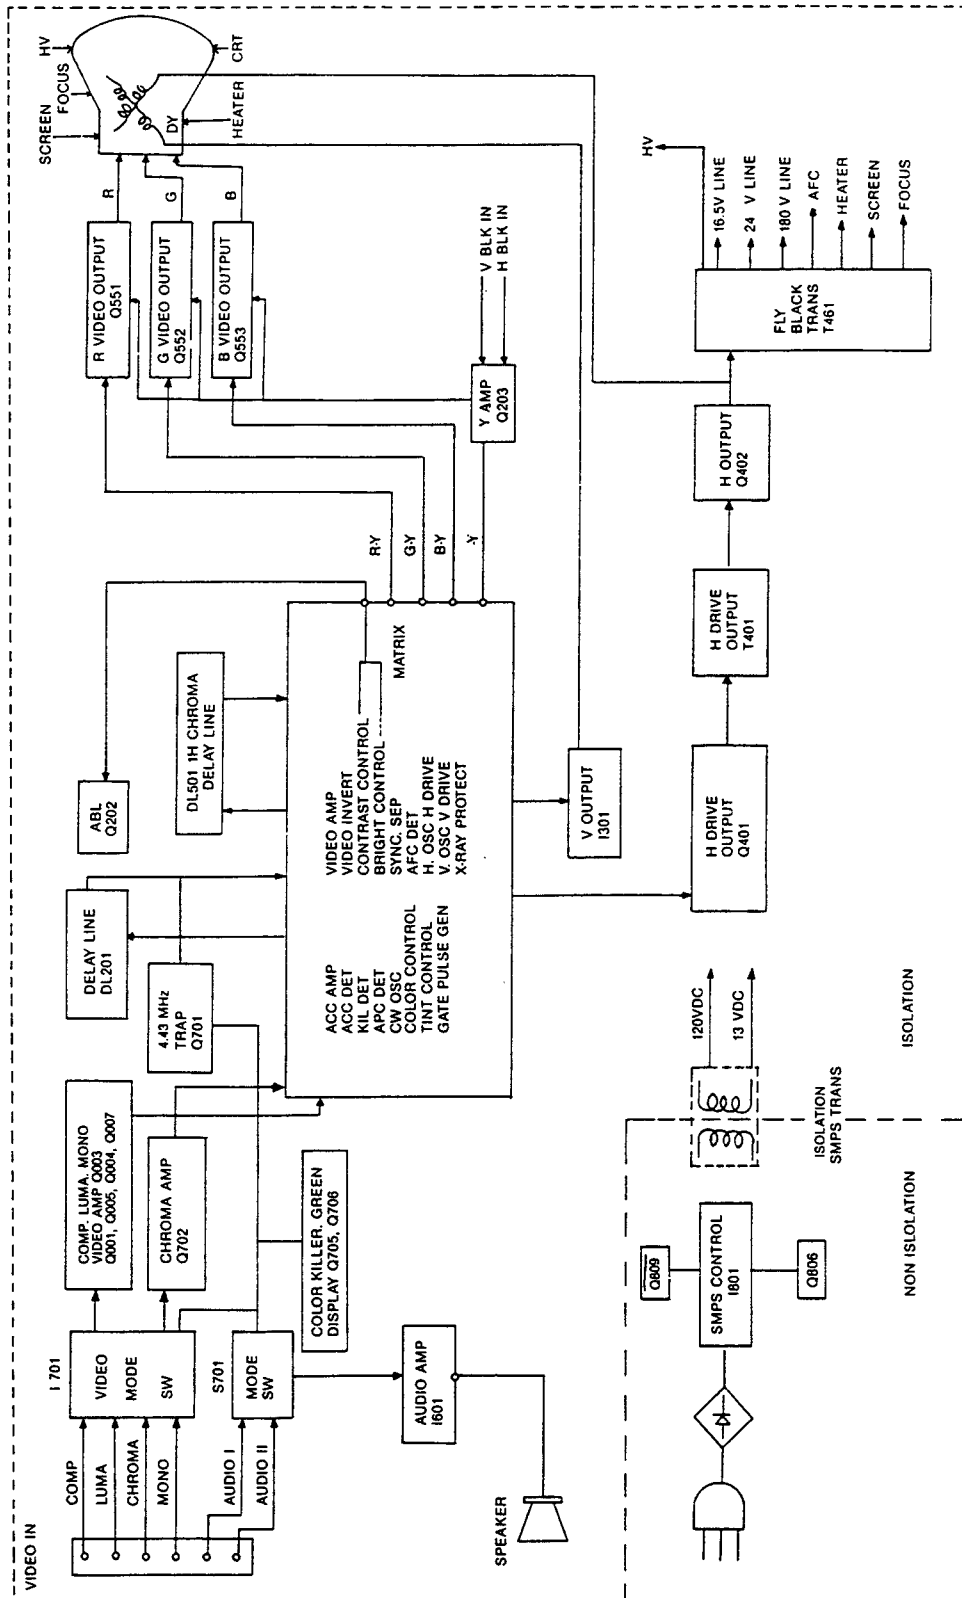 VIDEO IN
COMP
LUMA
CHROMA
MONO
AUDIO I
AUDIO II
I 701
VIDEO
MODE
SW
S701
MODE
SW
COMP. LUMA. MONO
VIDEO AMP Q003
Q001, Q005, Q004, Q007
CHROMA AMP
Q702
4.43 MHz
TRAP
Q701
COLOR KILLER. GREEN
DISPLAY Q705, Q706
AUDIO AMP
I601
SPEAKER
DELAY LINE
DL201
ABL
Q202
DL501 1H CHROMA
DELAY LINE
ACC AMP
ACC DET
KIL DET
APC DET
CW OSC
COLOR CONTROL
TINT CONTROL
GATE PULSE GEN
VIDEO AMP
VIDEO INVERT
CONTRAST CONTROL
BRIGHT CONTROL
SYNC. SEP
AFC DET
H. OSC H DRIVE
V. OSC V DRIVE
X-RAY PROTECT
MATRIX
R-Y
G-Y
B-Y
-Y
R VIDEO OUTPUT
Q551
G VIDEO OUTPUT
Q552
B VIDEO OUTPUT
Q553
R
G
B
Y AMP
Q203
V BLK IN
H BLK IN
SCREEN
FOCUS
HV
DY
HEATER
CRT
V OUTPUT
I301
H DRIVE
OUTPUT
Q401
H DRIVE
OUTPUT
T401
H OUTPUT
Q402
FLY
BLACK
TRANS
T461
HV
16.5V LINE
24 V LINE
180 V LINE
AFC
HEATER
SCREEN
FOCUS
Q809
SMPS CONTROL
I801
Q806
120VDC
13 VDC
ISOLATION
SMPS TRANS
NON ISLOLATION
ISOLATION